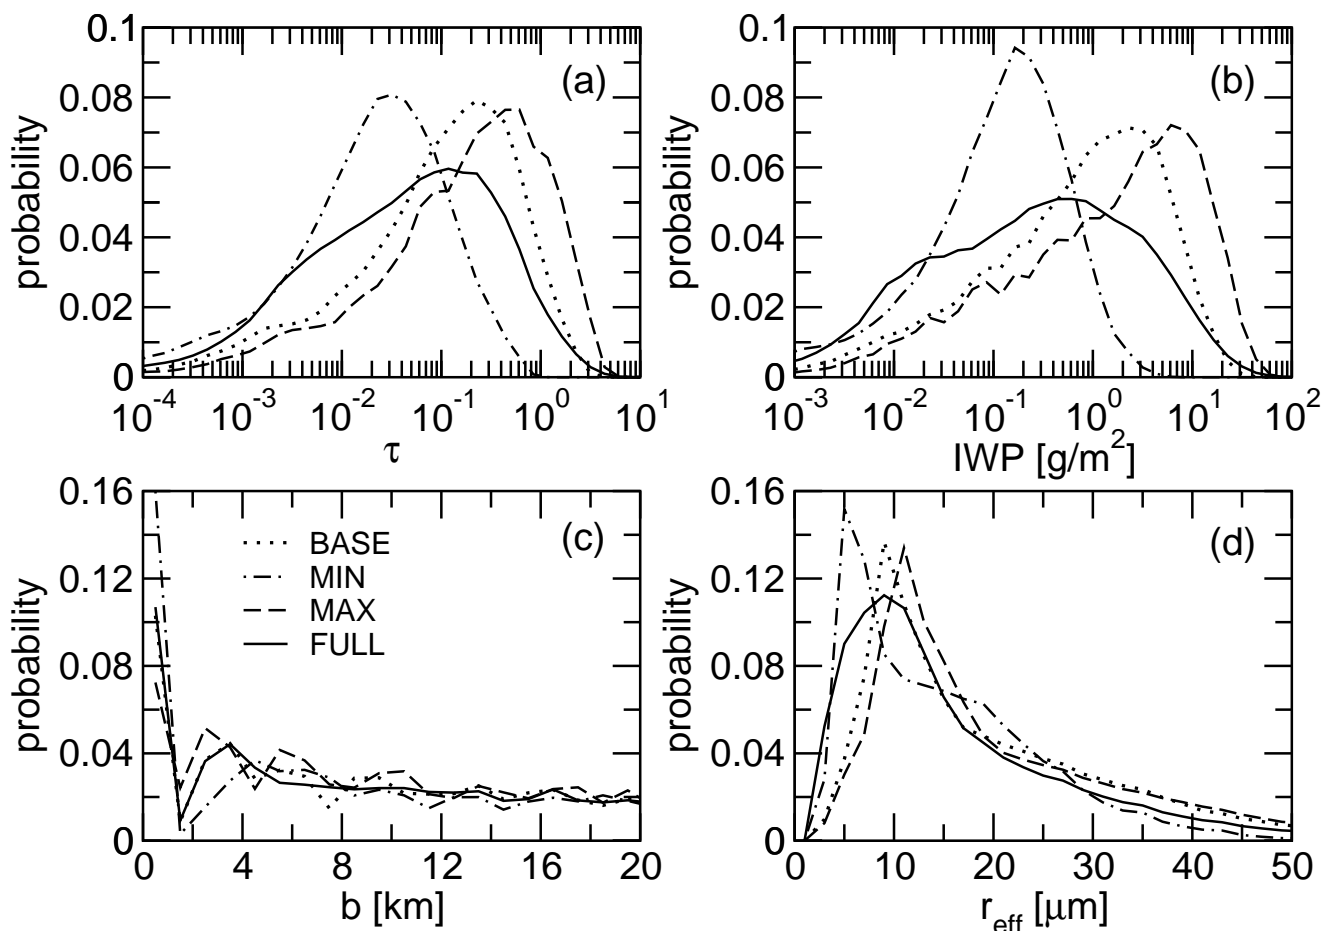 0.1
0.08
0.06
0.04
0.02
0
probability
(a)
10^-4 10^-3 10^-2 10^-1 10^0 10^1
τ
0.1
0.08
0.06
0.04
0.02
0
probability
(b)
10^-3 10^-2 10^-1 10^0 10^1 10^2
IWP [g/m^2]
0.16
0.12
0.08
0.04
0
probability
(c)
BASE
MIN
MAX
FULL
0 4 8 12 16 20
b [km]
0.16
0.12
0.08
0.04
0
probability
(d)
0 10 20 30 40 50
r_eff [μm]